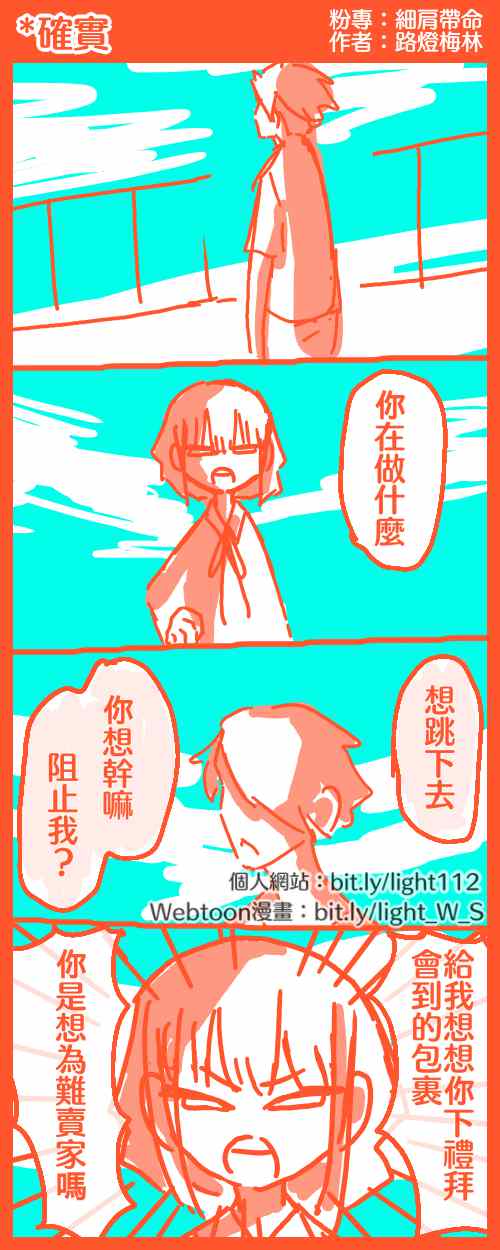 *確實
粉專：細肩帶命
作者：路燈梅林
你在做什麼
想跳下去
你想幹嘛
阻止我？
個人網站：bit.ly/light112
Webtoon漫畫：bit.ly/light_W_S
給我想想你下禮拜
會到的包裹
你是想為難賣家嗎